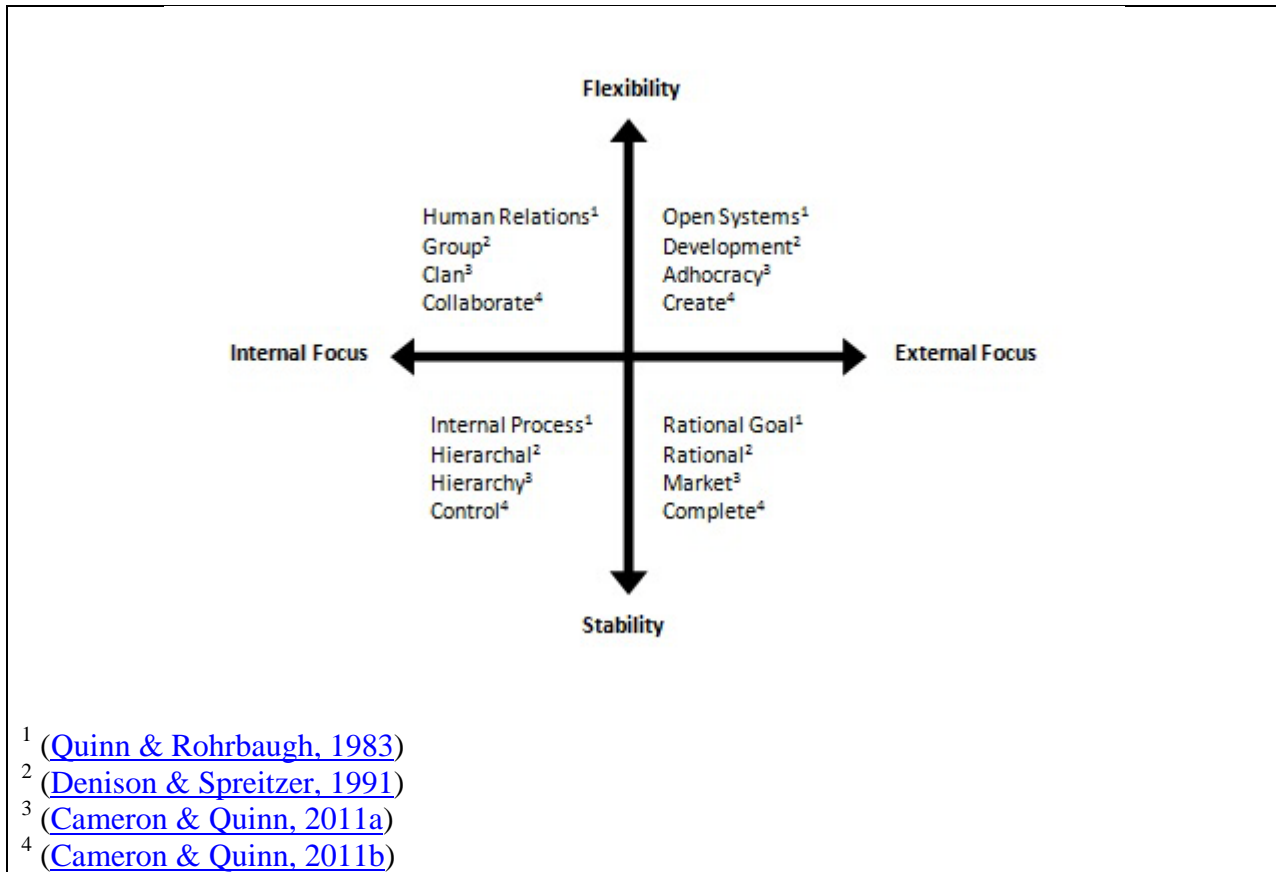 Flexibility
Human Relations¹
Group²
Clan³
Collaborate⁴
Open Systems¹
Development²
Adhocracy³
Create⁴
Internal Focus
External Focus
Internal Process¹
Hierarchal²
Hierarchy³
Control⁴
Rational Goal¹
Rational²
Market³
Complete⁴
Stability
¹ (Quinn & Rohrbaugh, 1983)
² (Denison & Spreitzer, 1991)
³ (Cameron & Quinn, 2011a)
⁴ (Cameron & Quinn, 2011b)